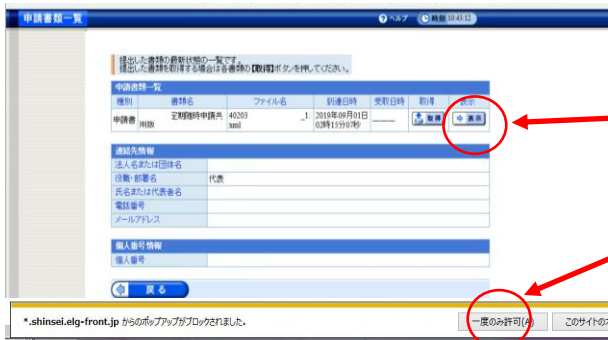 申請書類一覧
ヘルプ 時刻 10:43:12
提出した書類の最新状態の一覧です。
提出した書類を取得する場合は各書類の【取得】ボタンを押してください。
申請書類一覧
種別 書類名 ファイル名 到達日時 受取日時 取得 表示
申請書 定期随時申請共 40203 _1. 2019年09月01日 ____ 取得 表示
xml 02時15分07秒
連絡先情報
法人名または団体名
役職・部署名 代表
氏名または代表者名
電話番号
メールアドレス
個人番号情報
個人番号
戻る
*.shinsei.elg-front.jp からのポップアップがブロックされました。 一度のみ許可(A) このサイトの